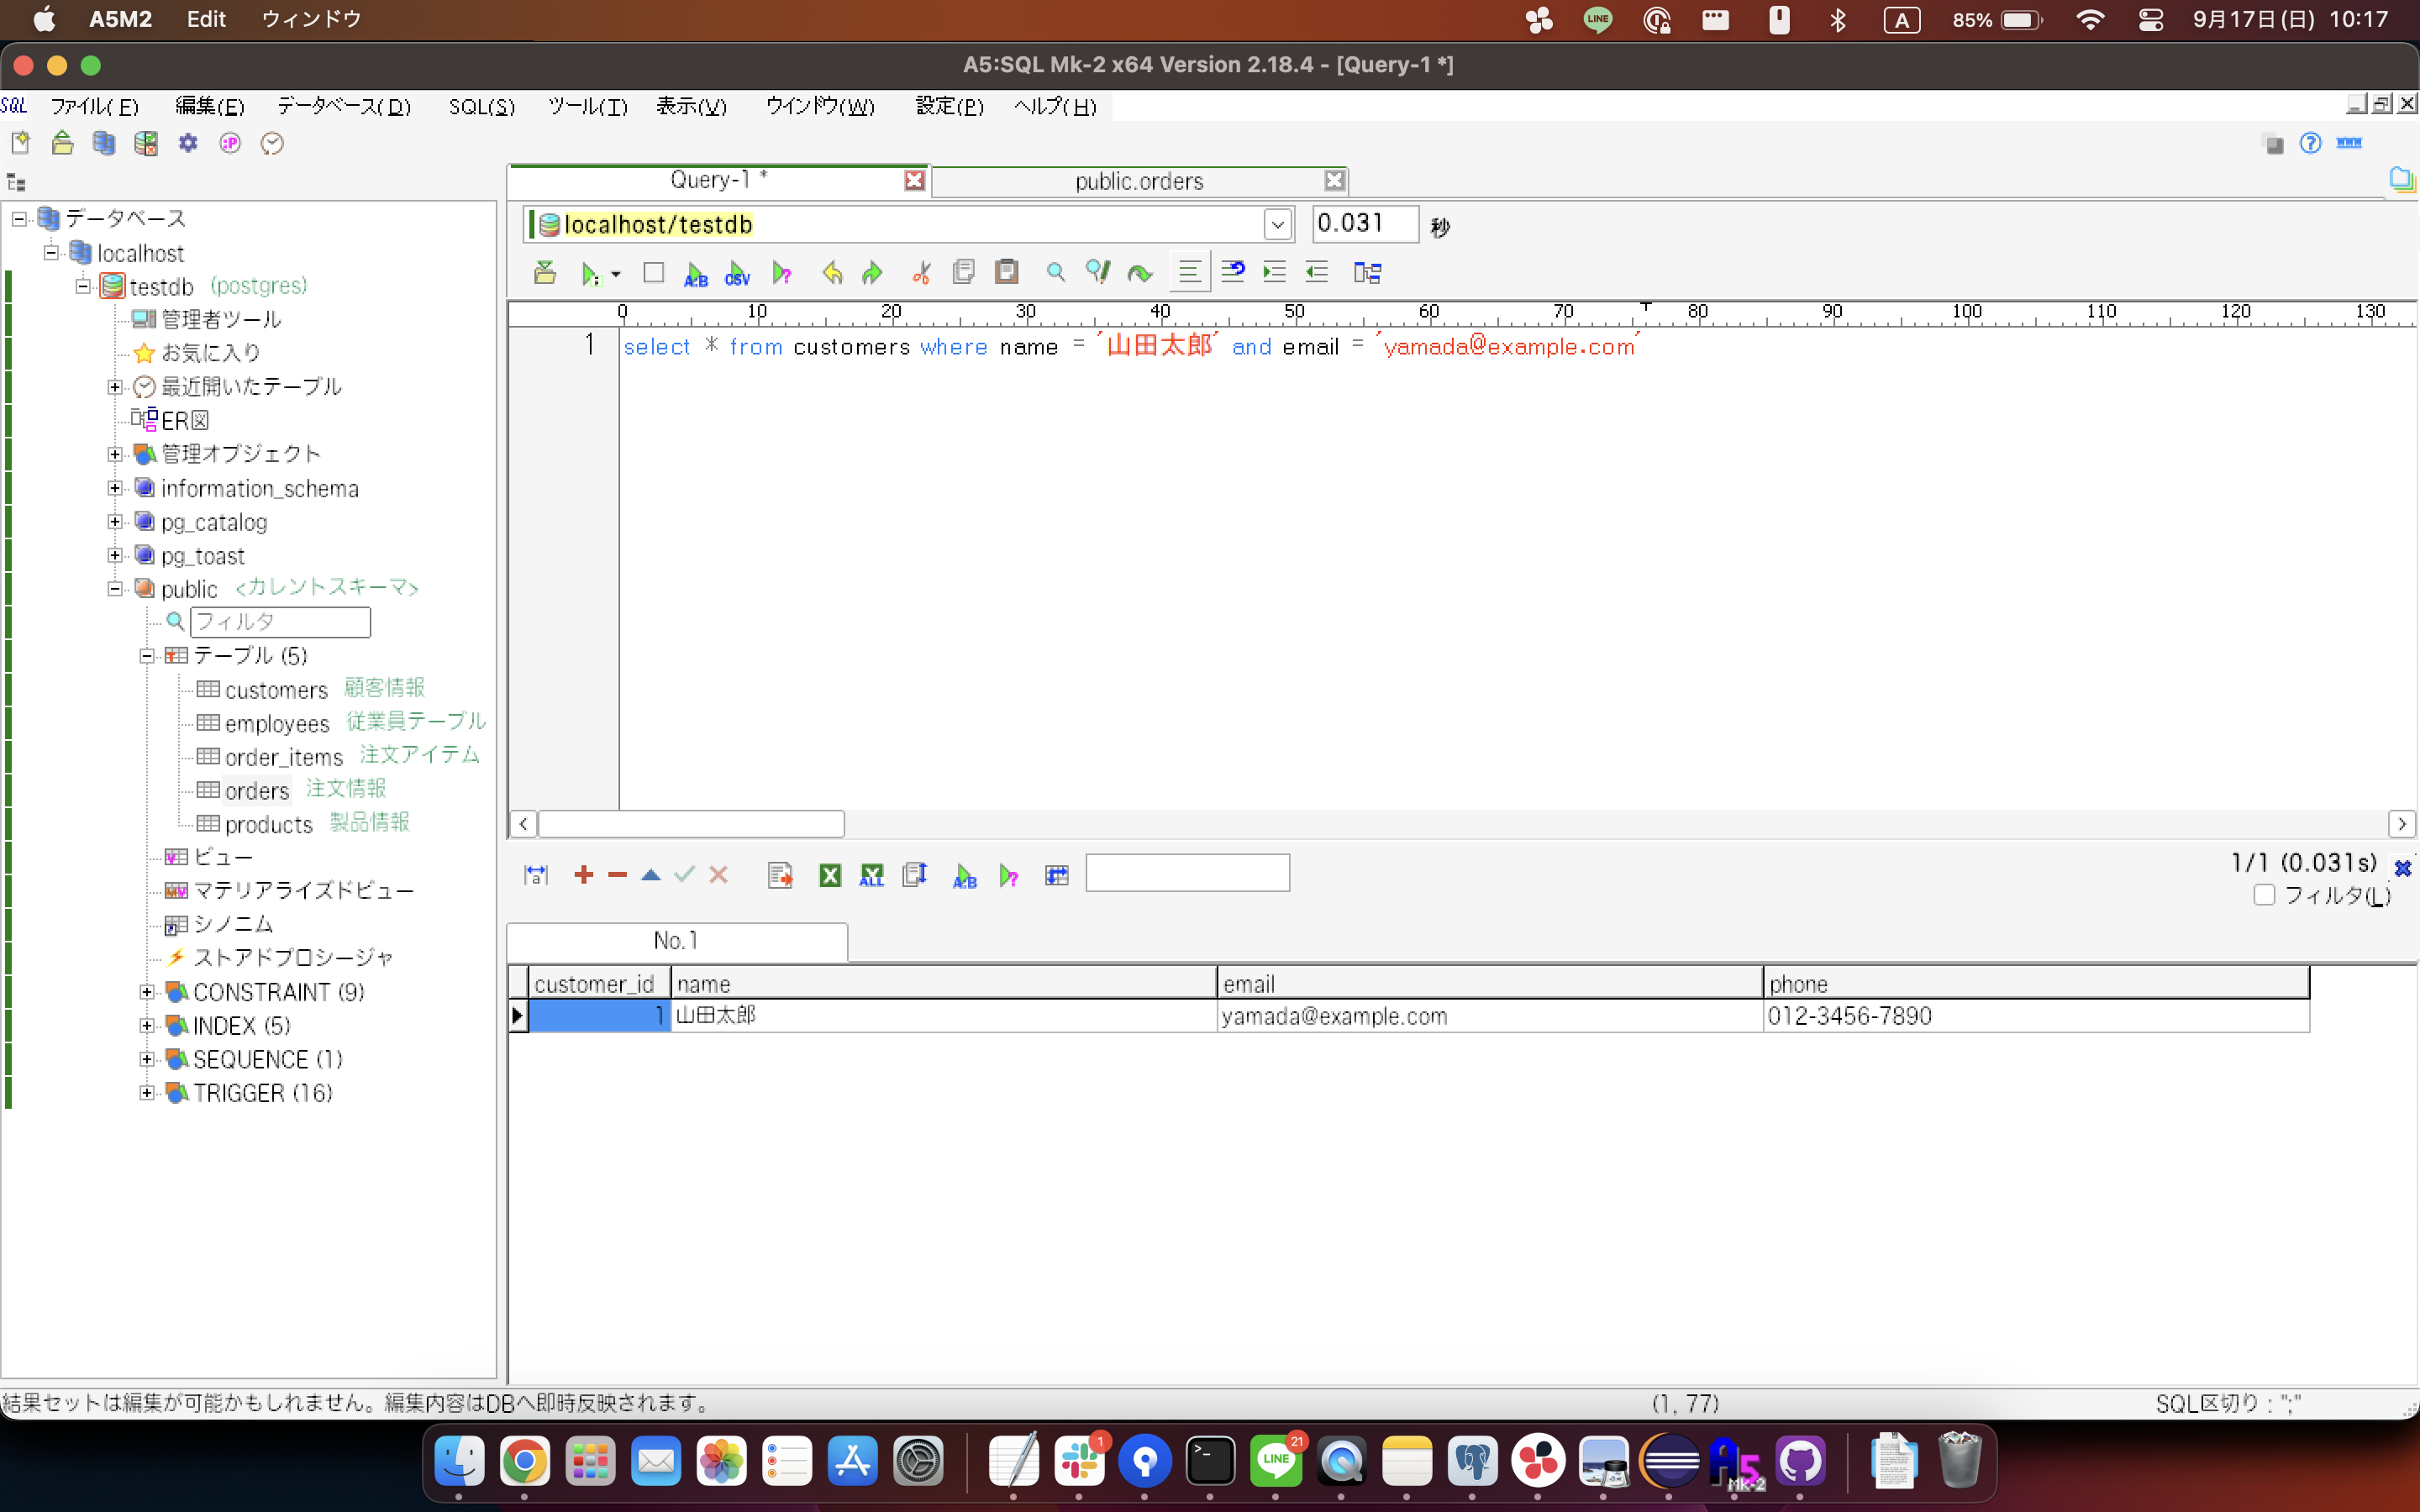 A5M2 Edit ウィンドウ LINE A 85% 9月17日(日) 10:17
A5:SQL Mk-2 x64 Version 2.18.4 - [Query-1 *]
SQL ファイル(F) 編集(E) データベース(D) SQL(S) ツール(T) 表示(V) ウインドウ(W) 設定(P) ヘルプ(H)
:P
Query-1 * public.orders
localhost/testdb 0.031 秒
A:B CSV
0 10 20 30 40 50 60 70 80 90 100 110 120 130
1 select * from customers where name = '山田太郎' and email = 'yamada@example.com'
データベース
localhost
testdb (postgres)
管理者ツール
お気に入り
最近開いたテーブル
ER図
管理オブジェクト
information_schema
pg_catalog
pg_toast
public <カレントスキーマ>
フィルタ
テーブル (5)
customers 顧客情報
employees 従業員テーブル
order_items 注文アイテム
orders 注文情報
products 製品情報
ビュー
マテリアライズドビュー
シノニム
ストアドプロシージャ
CONSTRAINT (9)
INDEX (5)
SEQUENCE (1)
TRIGGER (16)
ALL A:B 1/1 (0.031s)
フィルタ(L)
No.1
customer_id name email phone
1 山田太郎 yamada@example.com 012-3456-7890
結果セットは編集が可能かもしれません。編集内容はDBへ即時反映されます。 (1, 77) SQL区切り : ";"
1 LINE 21 A5 Mk-2